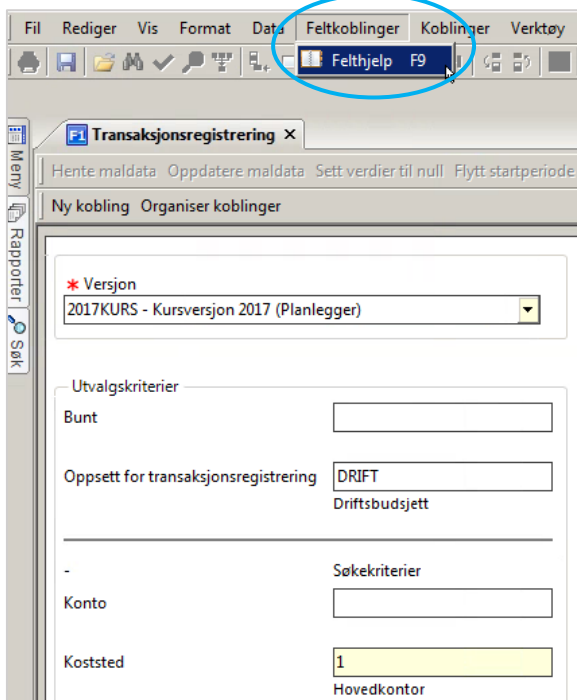 Fil Rediger Vis Format Data Feltkoblinger Koblinger Verktøy
Felthjelp F9
F1 Transaksjonsregistrering ×
Hente maldata Oppdatere maldata Sett verdier til null Flytt startperiode
Ny kobling Organiser koblinger
Meny
Rapporter
Søk
* Versjon
2017KURS - Kursversjon 2017 (Planlegger)
Utvalgskriterier
Bunt
Oppsett for transaksjonsregistrering DRIFT
Driftsbudsjett
- Søkekriterier
Konto
Koststed 1
Hovedkontor